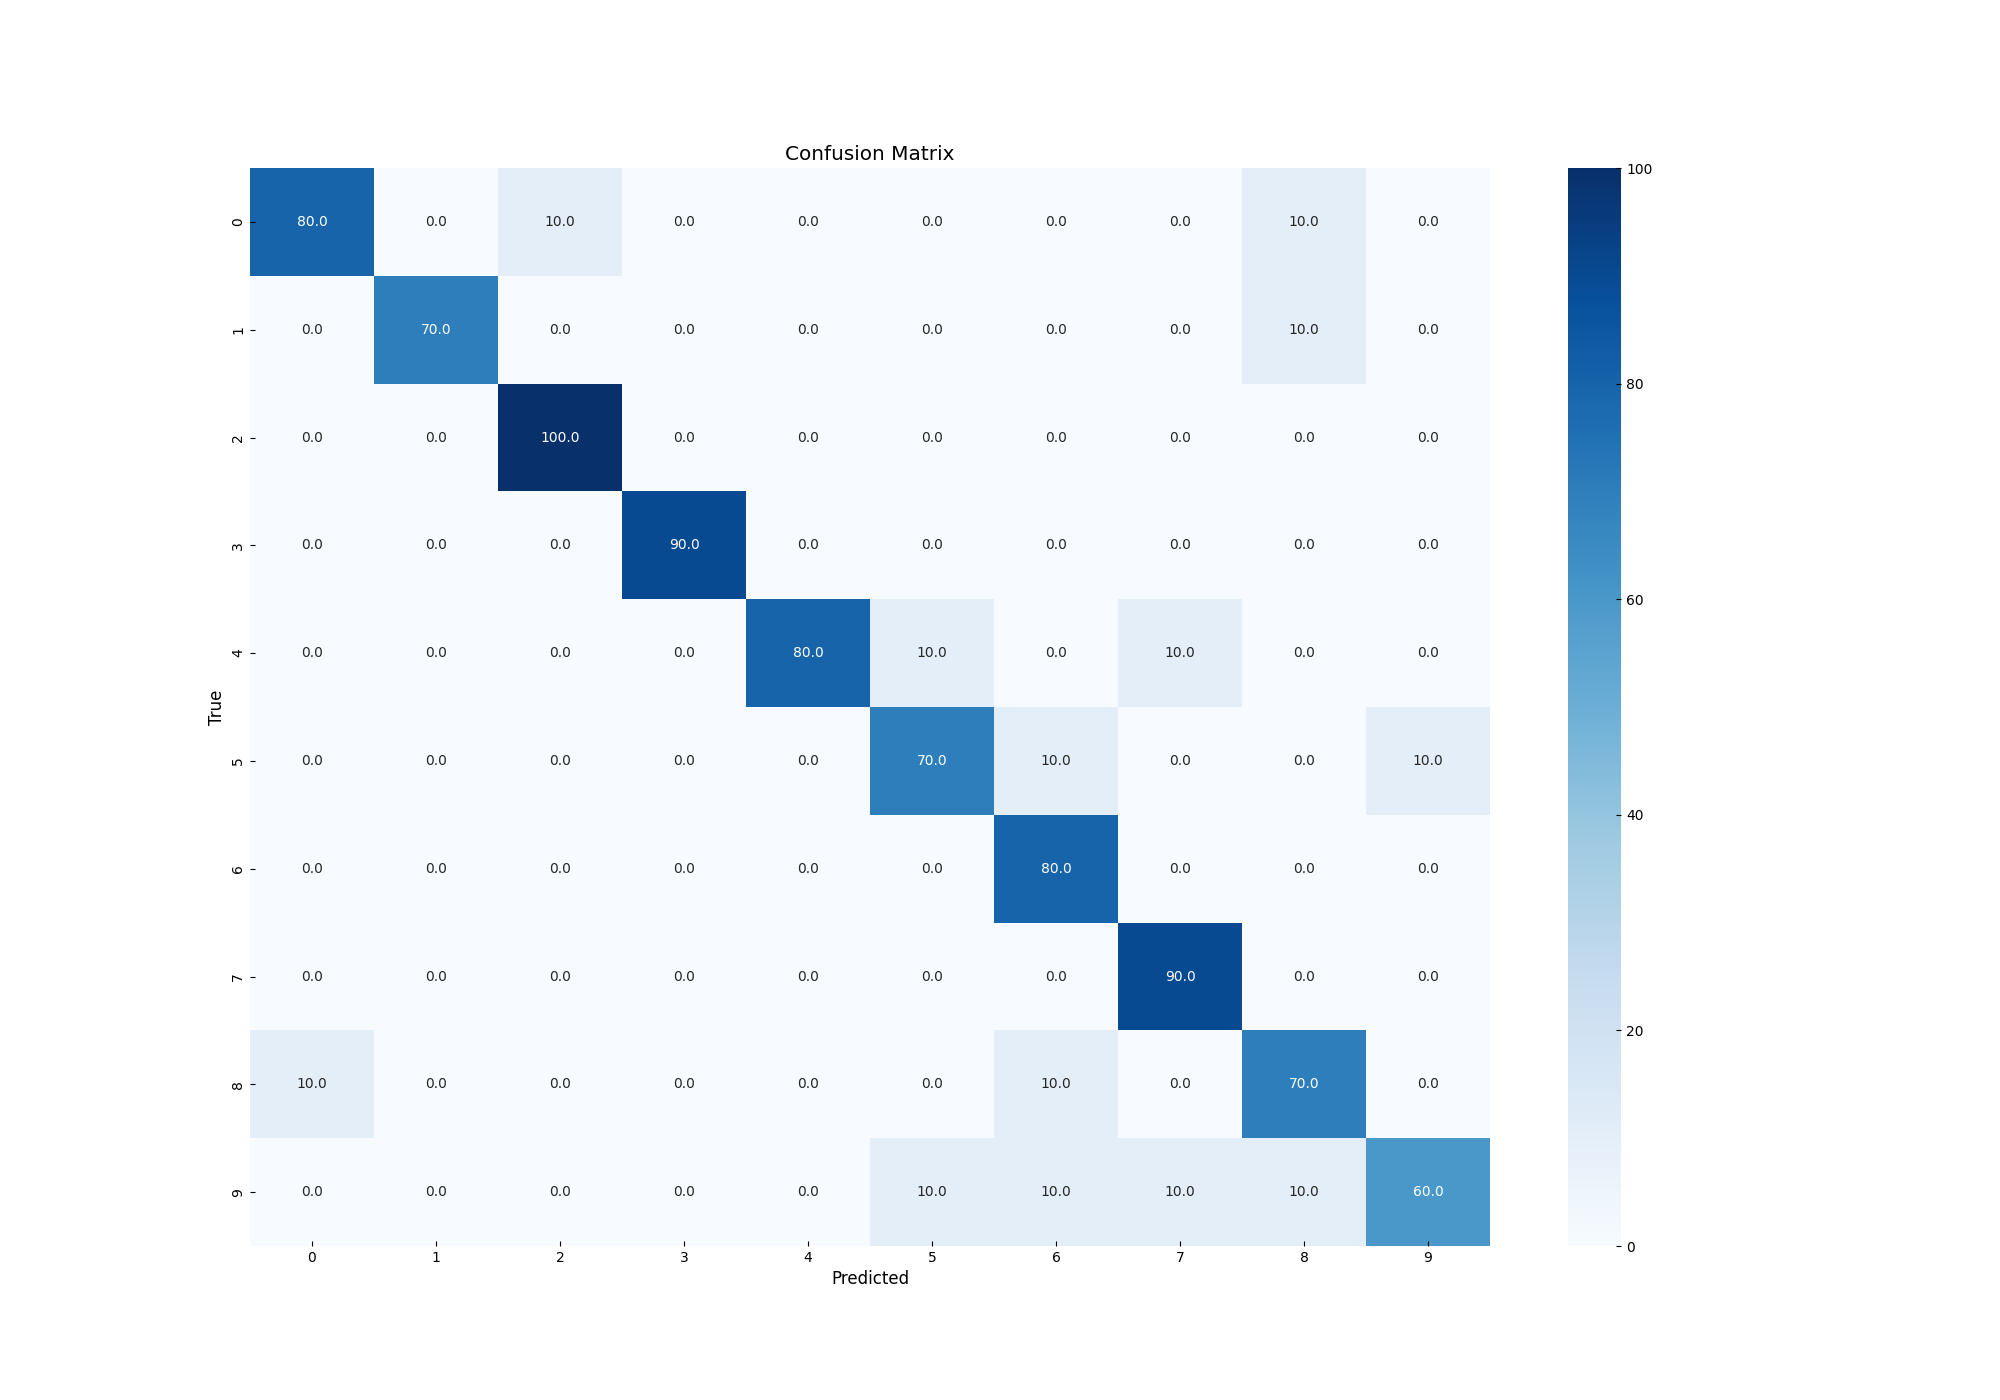 Confusion Matrix
0 80.0 0.0 10.0 0.0 0.0 0.0 0.0 0.0 10.0 0.0
1 0.0 70.0 0.0 0.0 0.0 0.0 0.0 0.0 10.0 0.0
2 0.0 0.0 100.0 0.0 0.0 0.0 0.0 0.0 0.0 0.0
3 0.0 0.0 0.0 90.0 0.0 0.0 0.0 0.0 0.0 0.0
4 0.0 0.0 0.0 0.0 80.0 10.0 0.0 10.0 0.0 0.0
True
5 0.0 0.0 0.0 0.0 0.0 70.0 10.0 0.0 0.0 10.0
6 0.0 0.0 0.0 0.0 0.0 0.0 80.0 0.0 0.0 0.0
7 0.0 0.0 0.0 0.0 0.0 0.0 0.0 90.0 0.0 0.0
8 10.0 0.0 0.0 0.0 0.0 0.0 10.0 0.0 70.0 0.0
9 0.0 0.0 0.0 0.0 0.0 10.0 10.0 10.0 10.0 60.0
0 1 2 3 4 5 6 7 8 9
Predicted
100
80
60
40
20
0